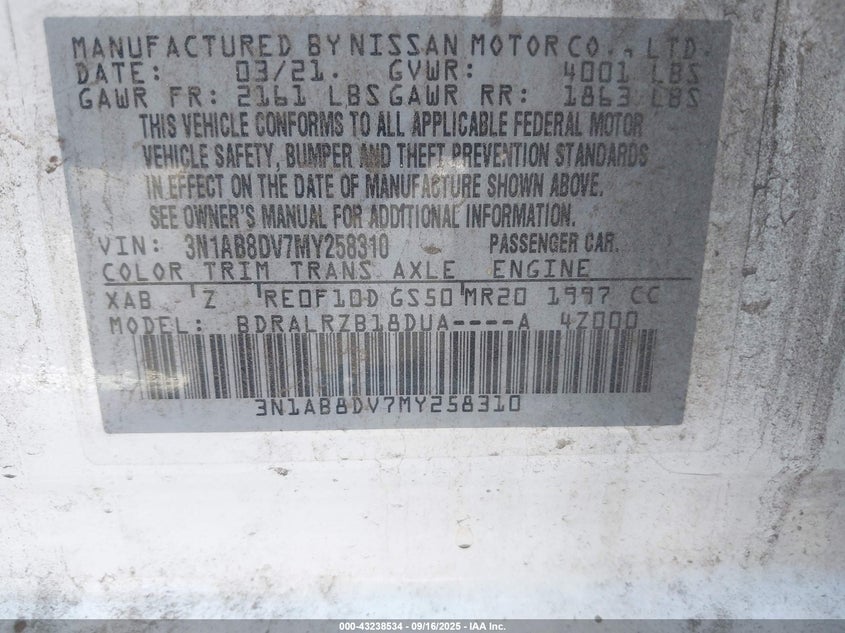 MANUFACTURED BY NISSAN MOTOR CO., LTD.
DATE: 03/21. GVWR: 4001 LBS
GAWR FR: 2161 LBS GAWR RR: 1863 LBS
THIS VEHICLE CONFORMS TO ALL APPLICABLE FEDERAL MOTOR
VEHICLE SAFETY, BUMPER AND THEFT PREVENTION STANDARDS
IN EFFECT ON THE DATE OF MANUFACTURE SHOWN ABOVE.
SEE OWNER'S MANUAL FOR ADDITIONAL INFORMATION.
VIN: 3N1AB8DV7MY258310 PASSENGER CAR.
COLOR TRIM TRANS AXLE ENGINE
XAB Z RE0F10D GS50 MR20 1997 CC
MODEL: BDRALRZB18DUA----A 4Z000
3N1AB8DV7MY258310
000-43238534 - 09/16/2025 - IAA Inc.